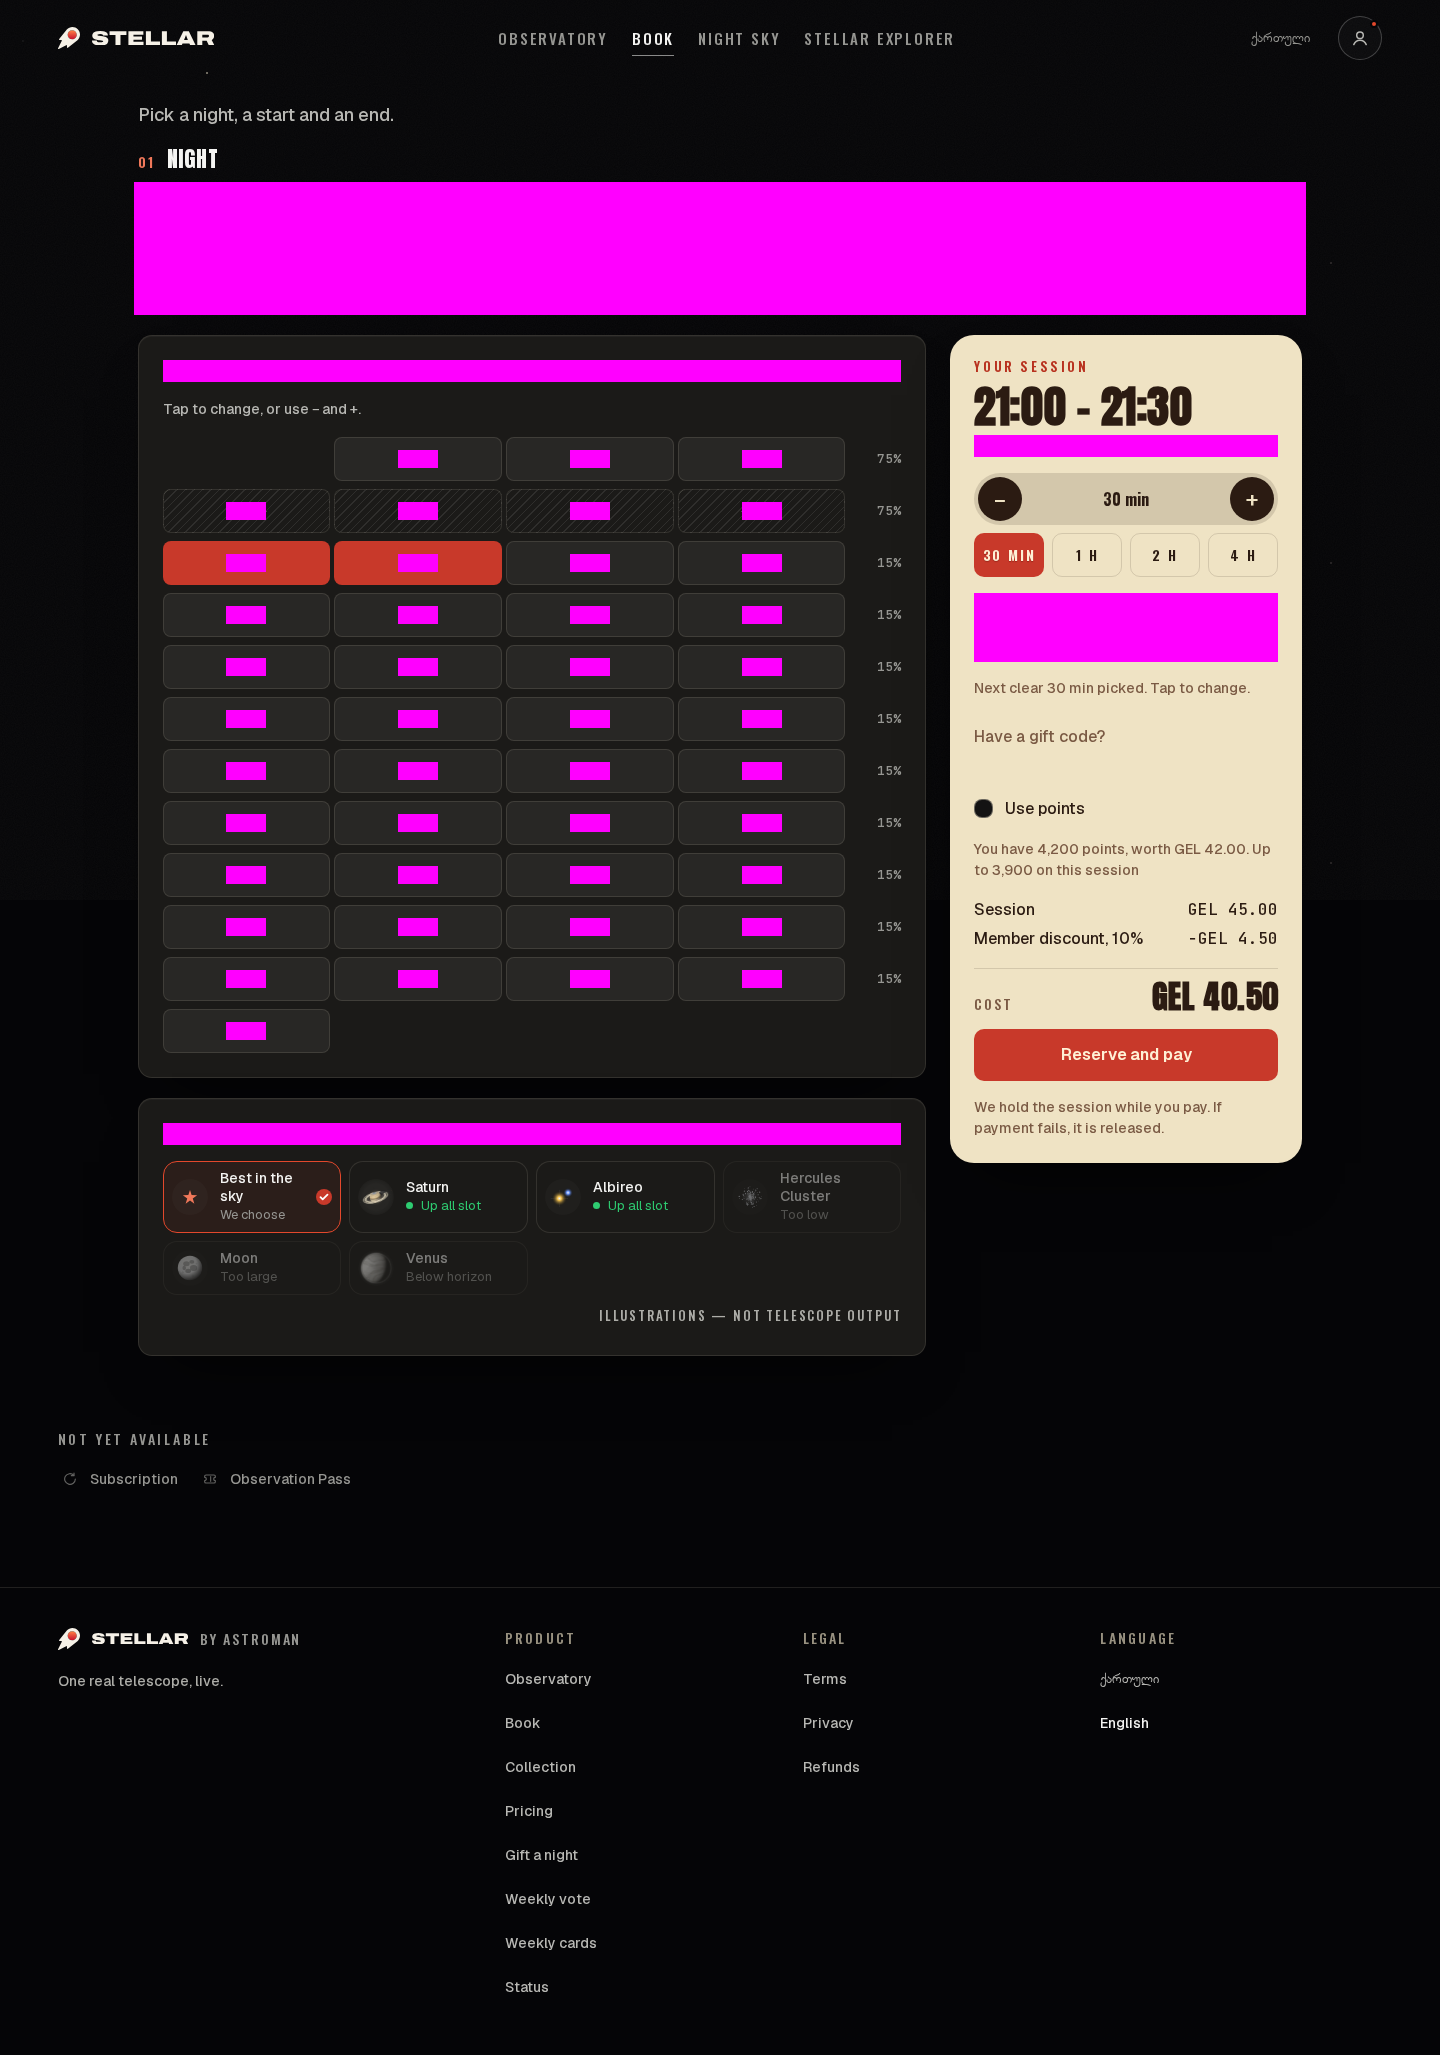 STELLAR
OBSERVATORY
BOOK
NIGHT SKY
STELLAR EXPLORER
ქართული
Pick a night, a start and an end.
01 NIGHT
Tap to change, or use – and +.
75%
75%
15%
15%
15%
15%
15%
15%
15%
15%
15%
YOUR SESSION
21:00 – 21:30
– 30 min +
30 MIN
1 H
2 H
4 H
Next clear 30 min picked. Tap to change.
Have a gift code?
Use points
You have 4,200 points, worth GEL 42.00. Up
to 3,900 on this session
Session GEL 45.00
Member discount, 10% -GEL 4.50
COST GEL 40.50
Reserve and pay
We hold the session while you pay. If
payment fails, it is released.
Best in the
sky
We choose
Saturn
Up all slot
Albireo
Up all slot
Hercules
Cluster
Too low
Moon
Too large
Venus
Below horizon
ILLUSTRATIONS — NOT TELESCOPE OUTPUT
NOT YET AVAILABLE
Subscription
Observation Pass
STELLAR BY ASTROMAN
One real telescope, live.
PRODUCT
Observatory
Book
Collection
Pricing
Gift a night
Weekly vote
Weekly cards
Status
LEGAL
Terms
Privacy
Refunds
LANGUAGE
ქართული
English